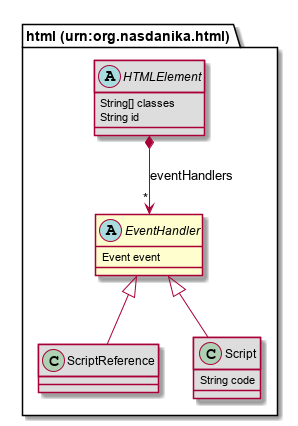 html (urn:org.nasdanika.html)
A HTMLElement
String[] classes
String id
eventHandlers
*
A EventHandler
Event event
C ScriptReference
C Script
String code